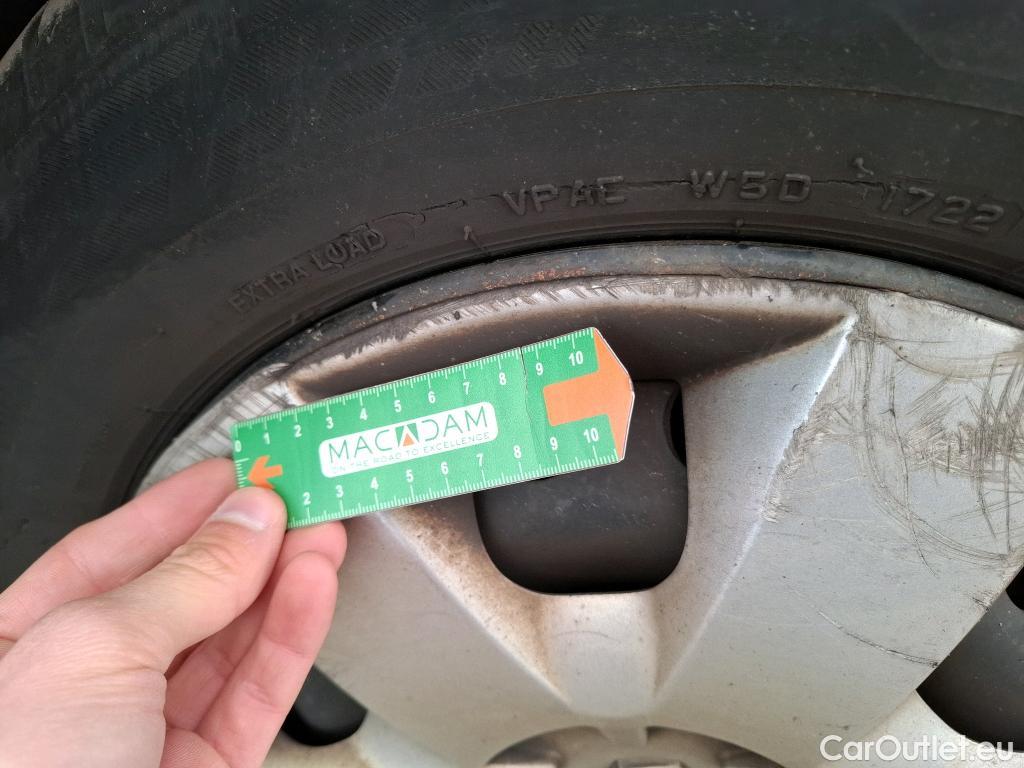 EXTRA LOAD VPAE W5D 1722
0 1 2 3 4 5 6 7 8 9 10
MACADAM
ON THE ROAD TO EXCELLENCE
2 3 4 5 6 7 8 9 10
CarOutlet.eu